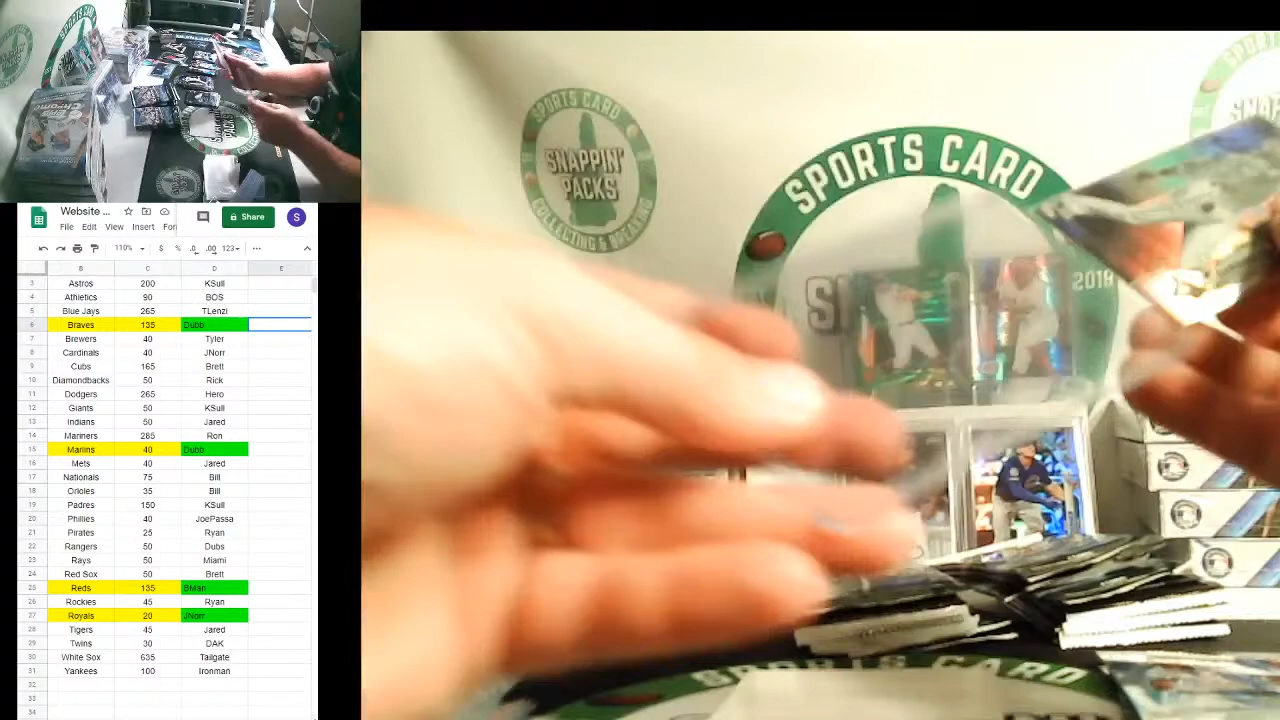 Chrome
SNAPPIN'
PACKS
Website ...
Share
S
File Edit View Insert For
110% $ % .0 .00 123
B C D E
3 Astros 200 KSull
4 Athletics 90 BOS
5 Blue Jays 265 TLenzi
6 Braves 135 Dubb
7 Brewers 40 Tyler
8 Cardinals 40 JNorr
9 Cubs 165 Brett
10 Diamondbacks 50 Rick
11 Dodgers 265 Hero
12 Giants 50 KSull
13 Indians 50 Jared
14 Mariners 285 Ron
15 Marlins 40 Dubb
16 Mets 40 Jared
17 Nationals 75 Bill
18 Orioles 35 Bill
19 Padres 150 KSull
20 Phillies 40 JoePassa
21 Pirates 25 Ryan
22 Rangers 50 Dubs
23 Rays 50 Miami
24 Red Sox 50 Brett
25 Reds 135 BMan
26 Rockies 45 Ryan
27 Royals 20 JNorr
28 Tigers 45 Jared
29 Twins 30 DAK
30 White Sox 635 Tailgate
31 Yankees 100 Ironman
32
33
34
SPORTS CARD
SNAPPIN'
PACKS
COLLECTING & BREAKING
SPORTS CARD
2018
SPORTS CARD